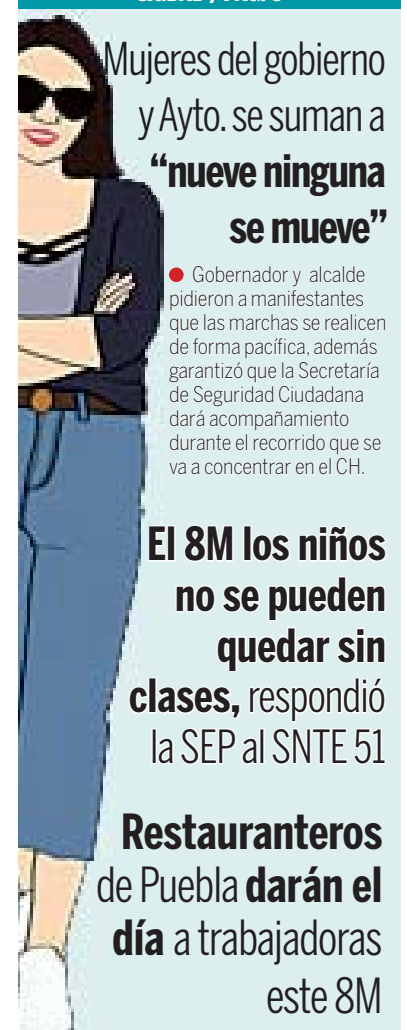 Mujeres del gobierno
y Ayto. se suman a
“nueve ninguna
se mueve”
● Gobernador y alcalde
pidieron a manifestantes
que las marchas se realicen
de forma pacífica, además
garantizó que la Secretaría
de Seguridad Ciudadana
dará acompañamiento
durante el recorrido que se
va a concentrar en el CH.
El 8M los niños
no se pueden
quedar sin
clases, respondió
la SEP al SNTE 51
Restauranteros
de Puebla darán el
día a trabajadoras
este 8M